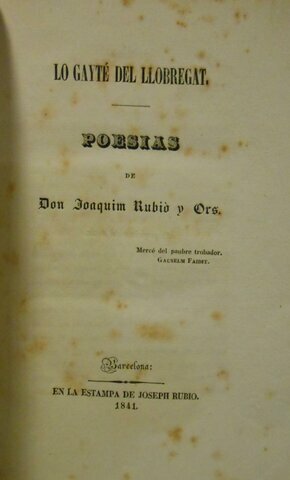 LO GAYTÉ DEL LLOBREGAT.
POESIAS
DE
Don Joaquim Rubió y Ors.
Mercé del paubre trobador.
GAUSELM FAIDIT.
Barcelona:
EN LA ESTAMPA DE JOSEPH RUBIO.
1841.